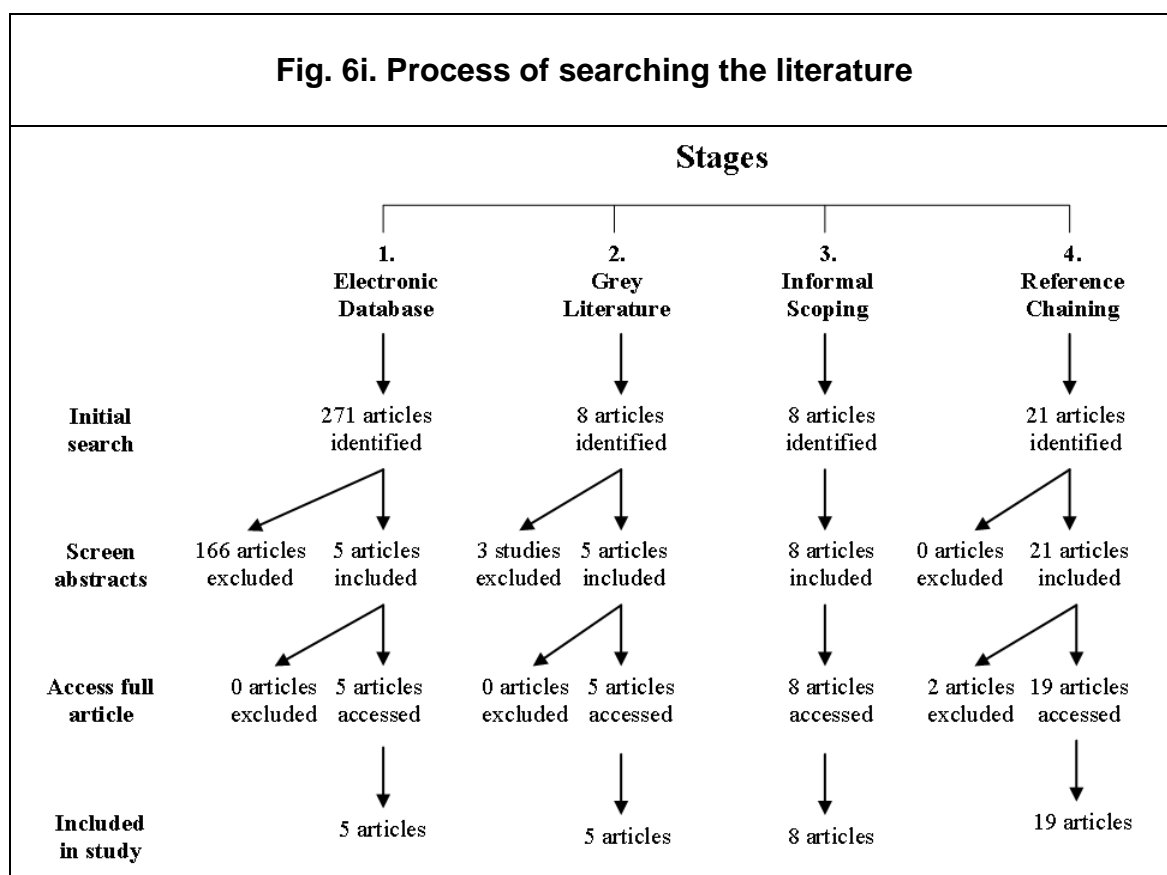 Fig. 6i. Process of searching the literature
Stages
1.
Electronic
Database
2.
Grey
Literature
3.
Informal
Scoping
4.
Reference
Chaining
Initial
search
271 articles
identified
8 articles
identified
8 articles
identified
21 articles
identified
Screen
abstracts
166 articles
excluded
5 articles
included
3 studies
excluded
5 articles
included
8 articles
included
0 articles
excluded
21 articles
included
Access full
article
0 articles
excluded
5 articles
accessed
0 articles
excluded
5 articles
accessed
8 articles
accessed
2 articles
excluded
19 articles
accessed
Included
in study
5 articles
5 articles
8 articles
19 articles